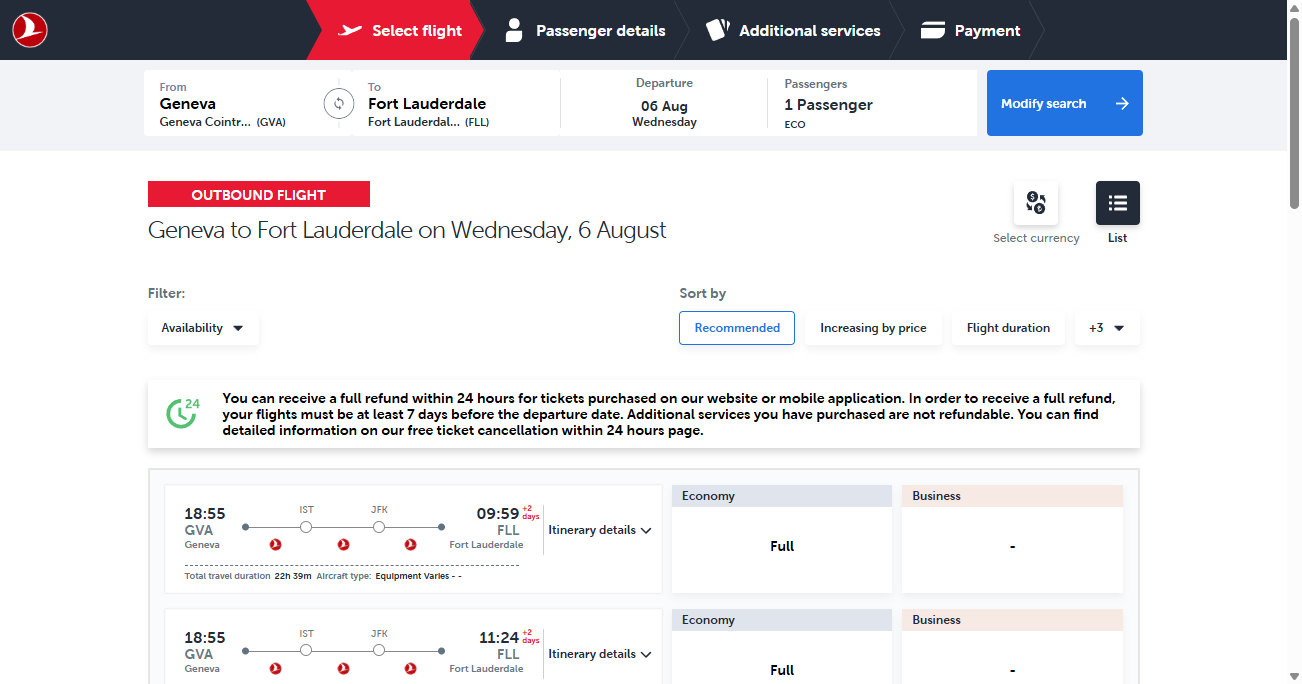 Select flight
Passenger details
Additional services
Payment
From
Geneva
Geneva Cointr... (GVA)
To
Fort Lauderdale
Fort Lauderdal... (FLL)
Departure
06 Aug
Wednesday
Passengers
1 Passenger
ECO
Modify search
OUTBOUND FLIGHT
Geneva to Fort Lauderdale on Wednesday, 6 August
Select currency
List
Filter:
Availability
Sort by
Recommended
Increasing by price
Flight duration
+3
24
You can receive a full refund within 24 hours for tickets purchased on our website or mobile application. In order to receive a full refund,
your flights must be at least 7 days before the departure date. Additional services you have purchased are not refundable. You can find
detailed information on our free ticket cancellation within 24 hours page.
18:55
GVA
Geneva
IST
JFK
09:59 +2 days
FLL
Fort Lauderdale
Itinerary details
Total travel duration 22h 39m Aircraft type: Equipment Varies - -
Economy
Full
Business
-
18:55
GVA
Geneva
IST
JFK
11:24 +2 days
FLL
Fort Lauderdale
Itinerary details
Economy
Full
Business
-